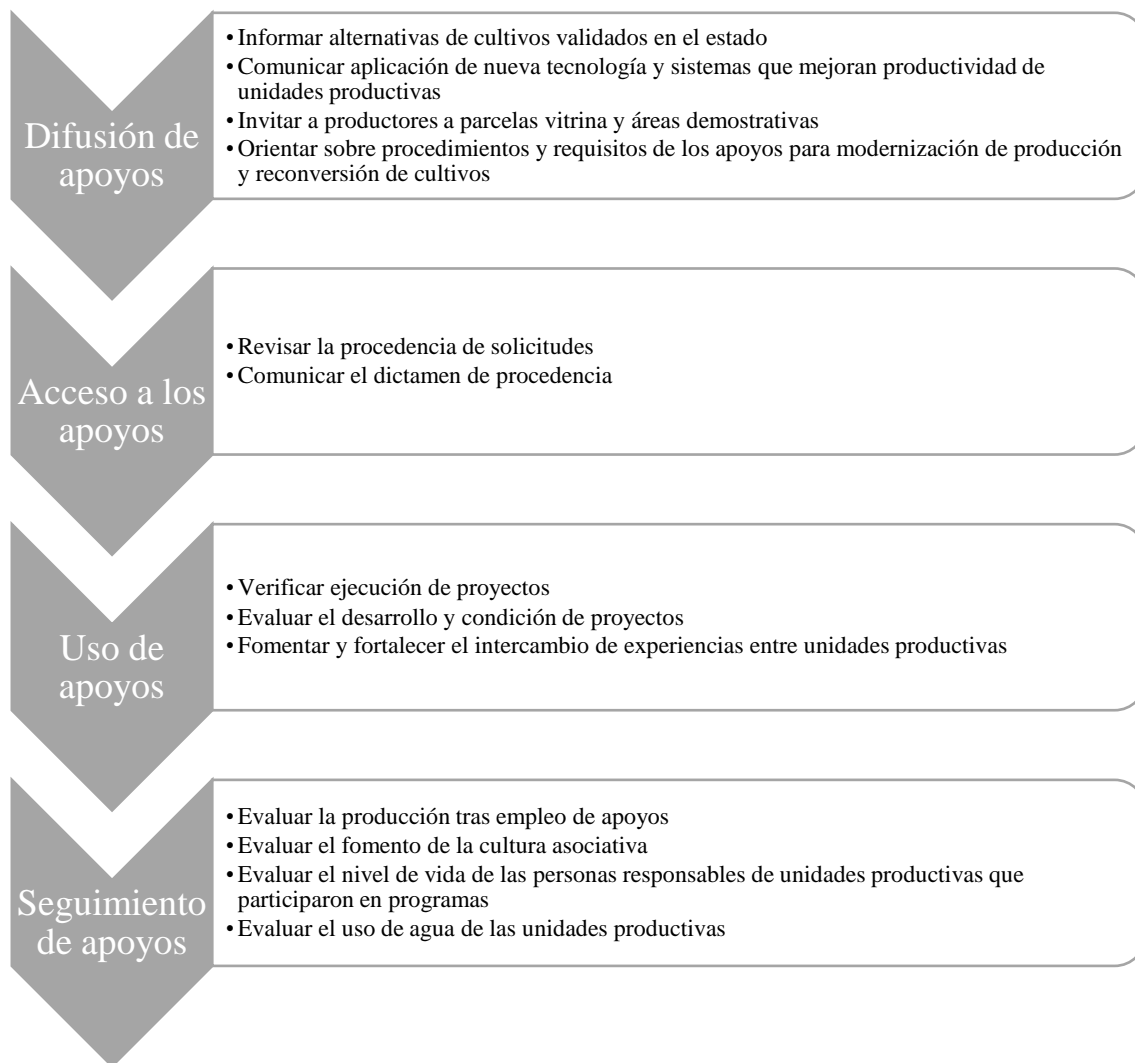 Difusión de
apoyos
• Informar alternativas de cultivos validados en el estado
• Comunicar aplicación de nueva tecnología y sistemas que mejoran productividad de
unidades productivas
• Invitar a productores a parcelas vitrina y áreas demostrativas
• Orientar sobre procedimientos y requisitos de los apoyos para modernización de producción
y reconversión de cultivos
Acceso a los
apoyos
• Revisar la procedencia de solicitudes
• Comunicar el dictamen de procedencia
Uso de
apoyos
• Verificar ejecución de proyectos
• Evaluar el desarrollo y condición de proyectos
• Fomentar y fortalecer el intercambio de experiencias entre unidades productivas
Seguimiento
de apoyos
• Evaluar la producción tras empleo de apoyos
• Evaluar el fomento de la cultura asociativa
• Evaluar el nivel de vida de las personas responsables de unidades productivas que
participaron en programas
• Evaluar el uso de agua de las unidades productivas